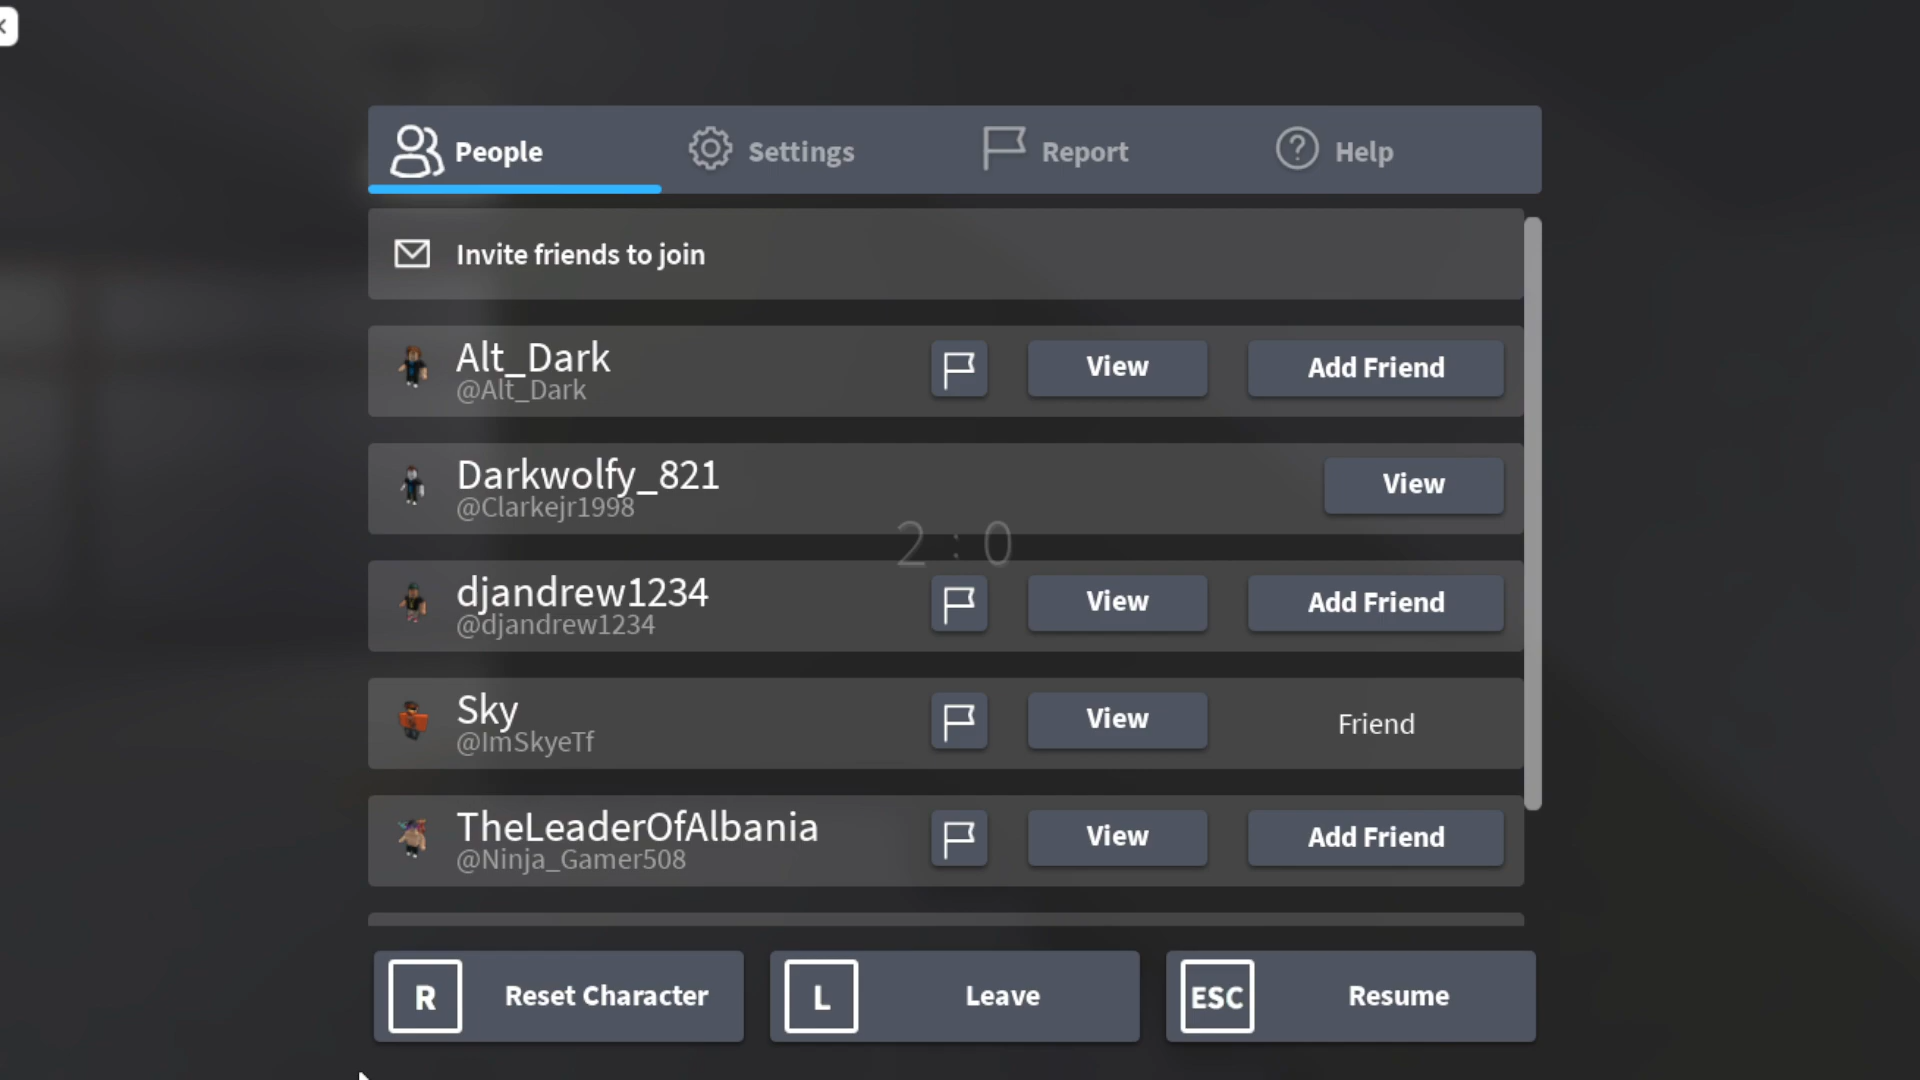 People
Settings
Report
Help
Invite friends to join
Alt_Dark
@Alt_Dark
View
Add Friend
Darkwolfy_821
@Clarkejr1998
View
2 : 0
djandrew1234
@djandrew1234
View
Add Friend
Sky
@ImSkyeTf
View
Friend
TheLeaderOfAlbania
@Ninja_Gamer508
View
Add Friend
R Reset Character
L Leave
ESC Resume